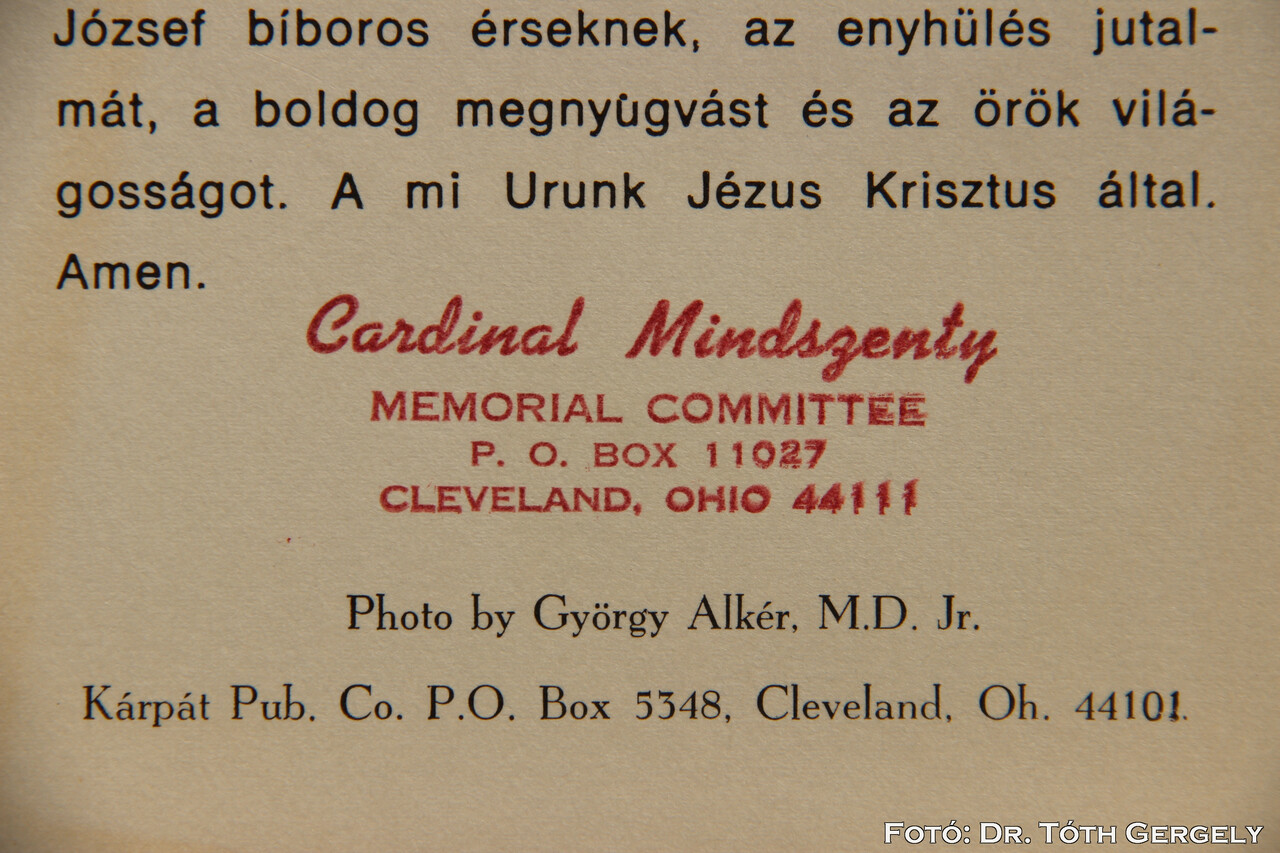 József bíboros érseknek, az enyhülés jutal-
mát, a boldog megnyúgvást és az örök vilá-
gosságot. A mi Urunk Jézus Krisztus által.
Amen.
Cardinal Mindszenty
MEMORIAL COMMITTEE
P. O. BOX 11027
CLEVELAND, OHIO 44111
Photo by György Alkér, M.D. Jr.
Kárpát Pub. Co. P.O. Box 5348, Cleveland, Oh. 44101.
Fotó: Dr. Tóth Gergely